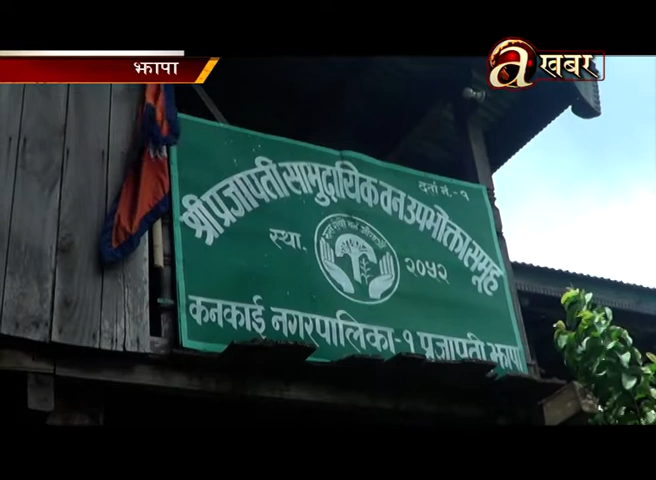 झापा
a खबर
दर्ता नं.-१
श्री प्रजापती सामुदायिक वन उपभोक्ता समूह
स्था. २०५२
कनकाई नगरपालिका-१ प्रजापती झापा